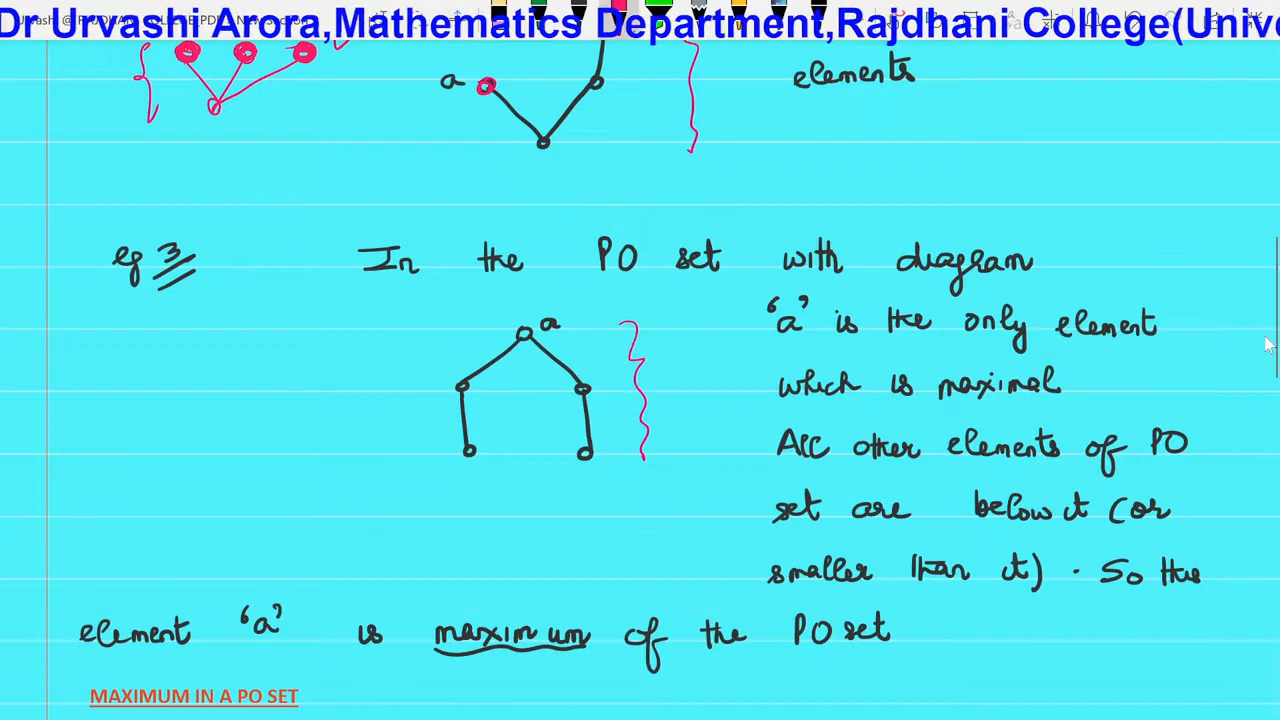 Dr Urvashi Arora,Mathematics Department,Rajdhani College(Unive
elements
a
eg 3 In the PO set with diagram
a
'a' is the only element
which is maximal
All other elements of PO
set are below it (or
smaller than it). So this
element 'a' is maximum of the PO set
MAXIMUM IN A PO SET